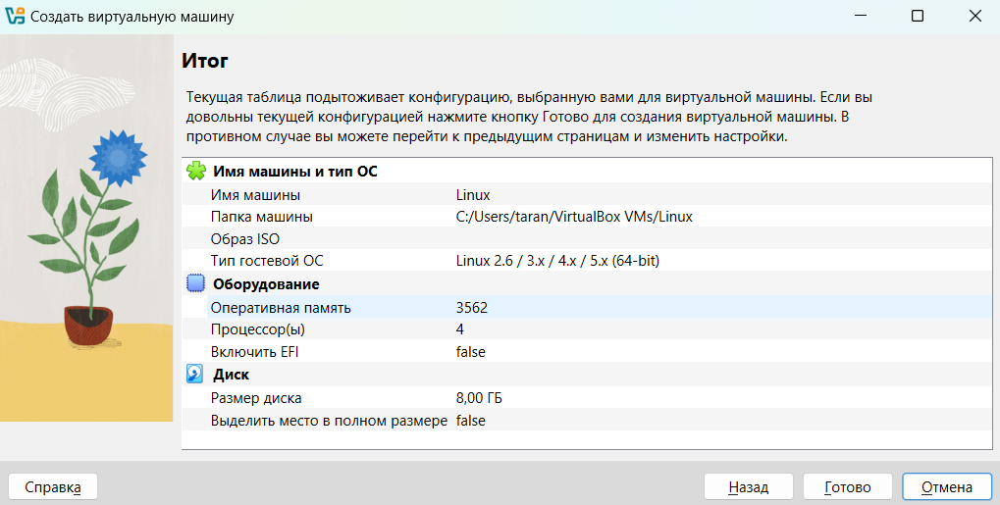 Создать виртуальную машину
Итог
Текущая таблица подытоживает конфигурацию, выбранную вами для виртуальной машины. Если вы
довольны текущей конфигурацией нажмите кнопку Готово для создания виртуальной машины. В
противном случае вы можете перейти к предыдущим страницам и изменить настройки.
Имя машины и тип ОС
Имя машины Linux
Папка машины C:/Users/taran/VirtualBox VMs/Linux
Образ ISO
Тип гостевой ОС Linux 2.6 / 3.x / 4.x / 5.x (64-bit)
Оборудование
Оперативная память 3562
Процессор(ы) 4
Включить EFI false
Диск
Размер диска 8,00 ГБ
Выделить место в полном размере false
Справка Назад Готово Отмена